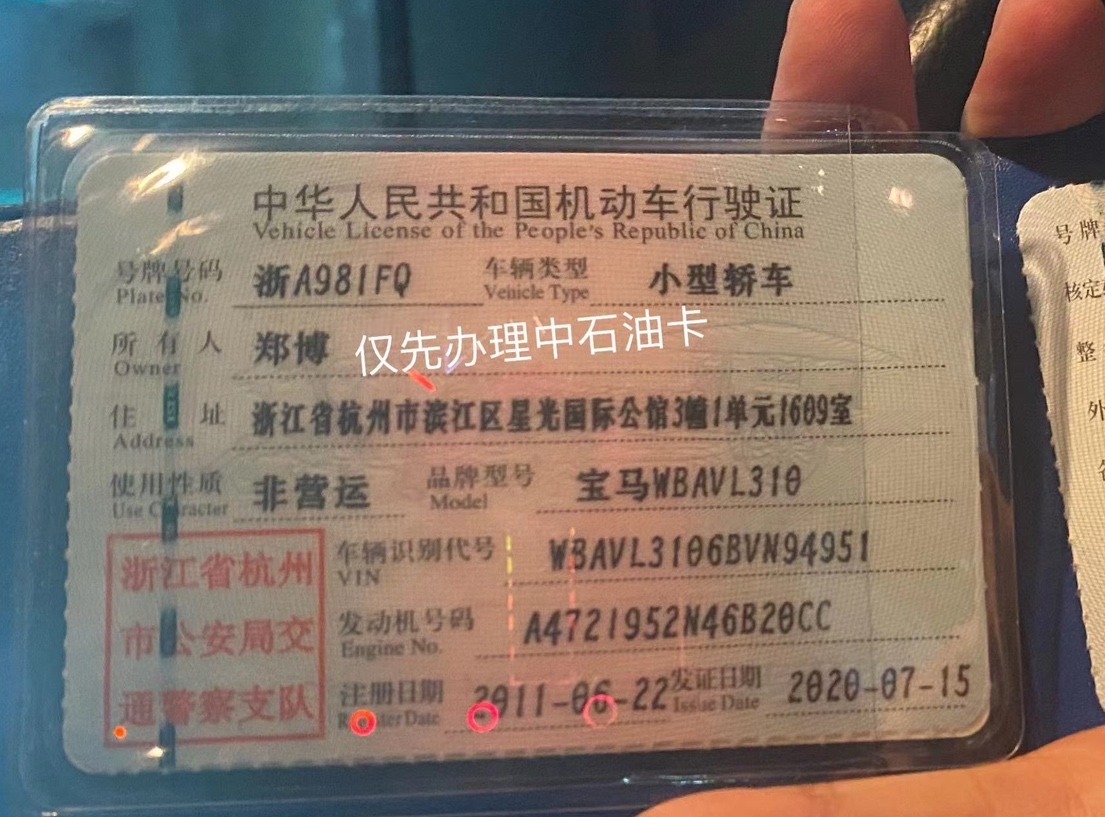 中华人民共和国机动车行驶证
Vehicle License of the People's Republic of China
号牌号码 浙A981FQ 车辆类型 小型轿车
Plate No. Vehicle Type
所有人 郑博
Owner
仅先办理中石油卡
住址 浙江省杭州市滨江区星光国际公馆3幢1单元1609室
Address
使用性质 非营运 品牌型号 宝马WBAVL310
Use Character Model
浙江省杭州
市公安局交
通警察支队
车辆识别代号 WBAVL3106BVN94951
VIN
发动机号码 A4721952N46B20CC
Engine No.
注册日期 2011-06-22 发证日期 2020-07-15
Register Date Issue Date
号牌
核定
整
外